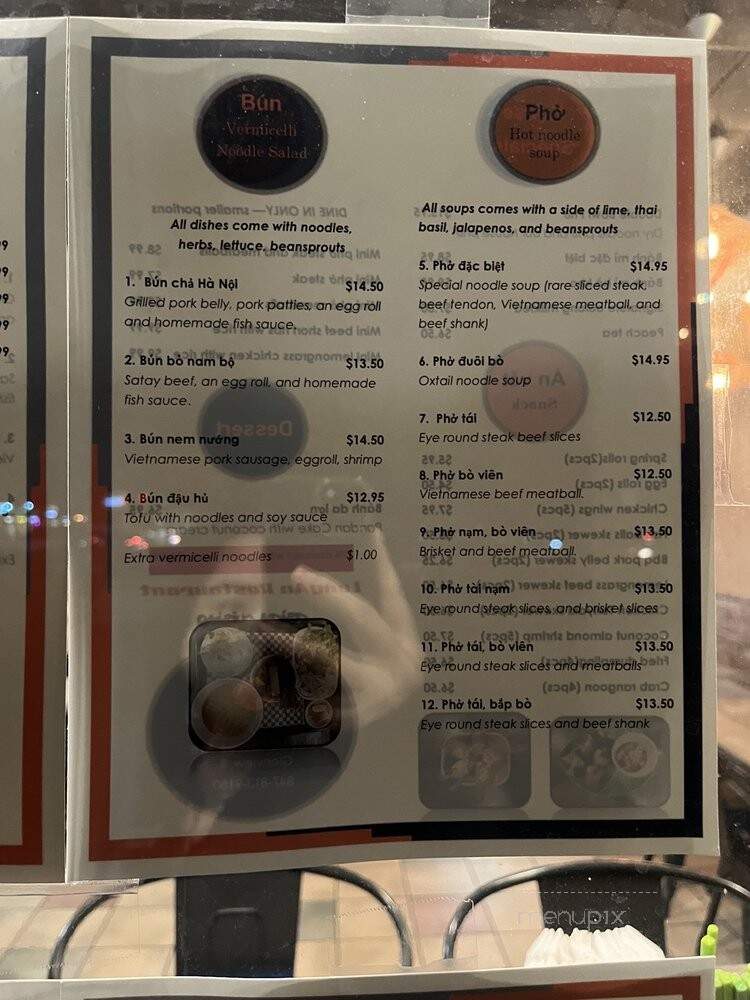 Bún
Vermicelli
Noodle Salad
All dishes come with noodles,
herbs, lettuce, beansprouts
1. Bún chả Hà Nội $14.50
Grilled pork belly, pork patties, an egg roll
and homemade fish sauce.
2. Bún bò nam bộ $13.50
Satay beef, an egg roll, and homemade
fish sauce.
3. Bún nem nướng $14.50
Vietnamese pork sausage, eggroll, shrimp
4. Bún đậu hủ $12.95
Tofu with noodles and soy sauce
Extra vermicelli noodles $1.00
Phở
Hot noodle
soup
All soups comes with a side of lime, thai
basil, jalapenos, and beansprouts
5. Phở đặc biệt $14.95
Special noodle soup (rare sliced steak,
beef tendon, Vietnamese meatball, and
beef shank)
6. Phở đuôi bò $14.95
Oxtail noodle soup
7. Phở tái $12.50
Eye round steak beef slices
8. Phở bò viên $12.50
Vietnamese beef meatball.
9. Phở nạm, bò viên $13.50
Brisket and beef meatball.
10. Phở tài nạm $13.50
Eye round steak slices, and brisket slices
11. Phở tái, bò viên $13.50
Eye round steak slices and meatballs
12. Phở tái, bắp bò $13.50
Eye round steak slices and beef shank
menupix